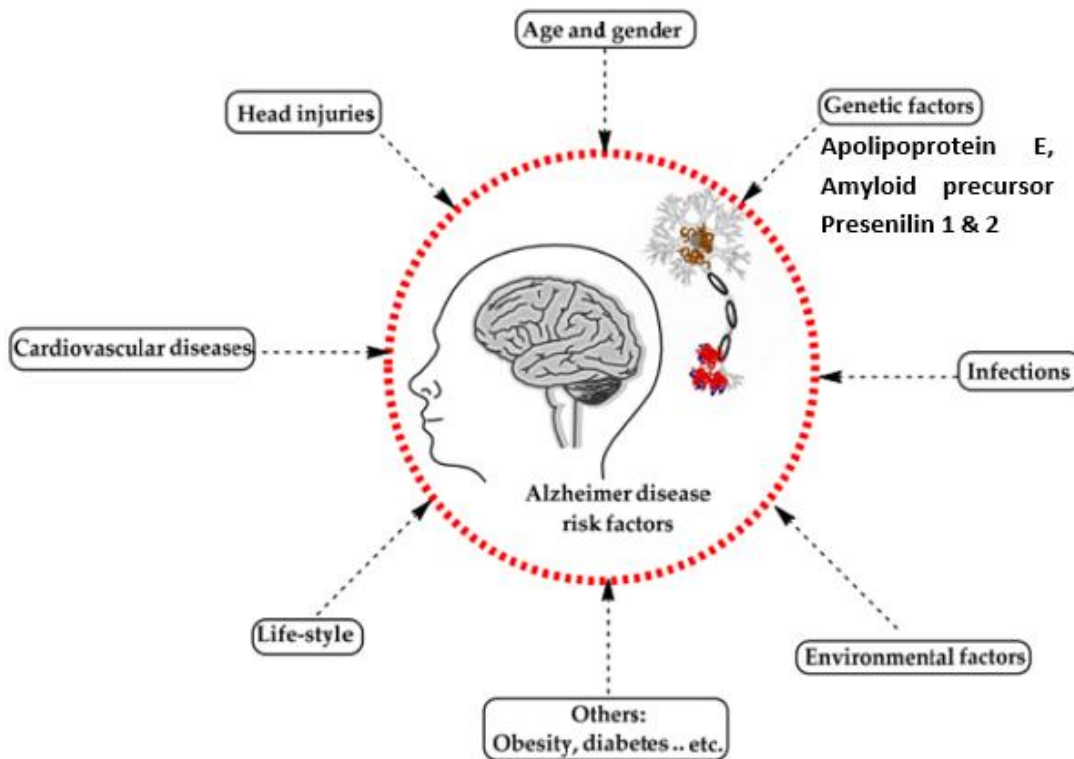 Age and gender
Head injuries
Genetic factors
Apolipoprotein E,
Amyloid precursor
Presenilin 1 & 2
Cardiovascular diseases
Infections
Alzheimer disease
risk factors
Life-style
Environmental factors
Others:
Obesity, diabetes .. etc.